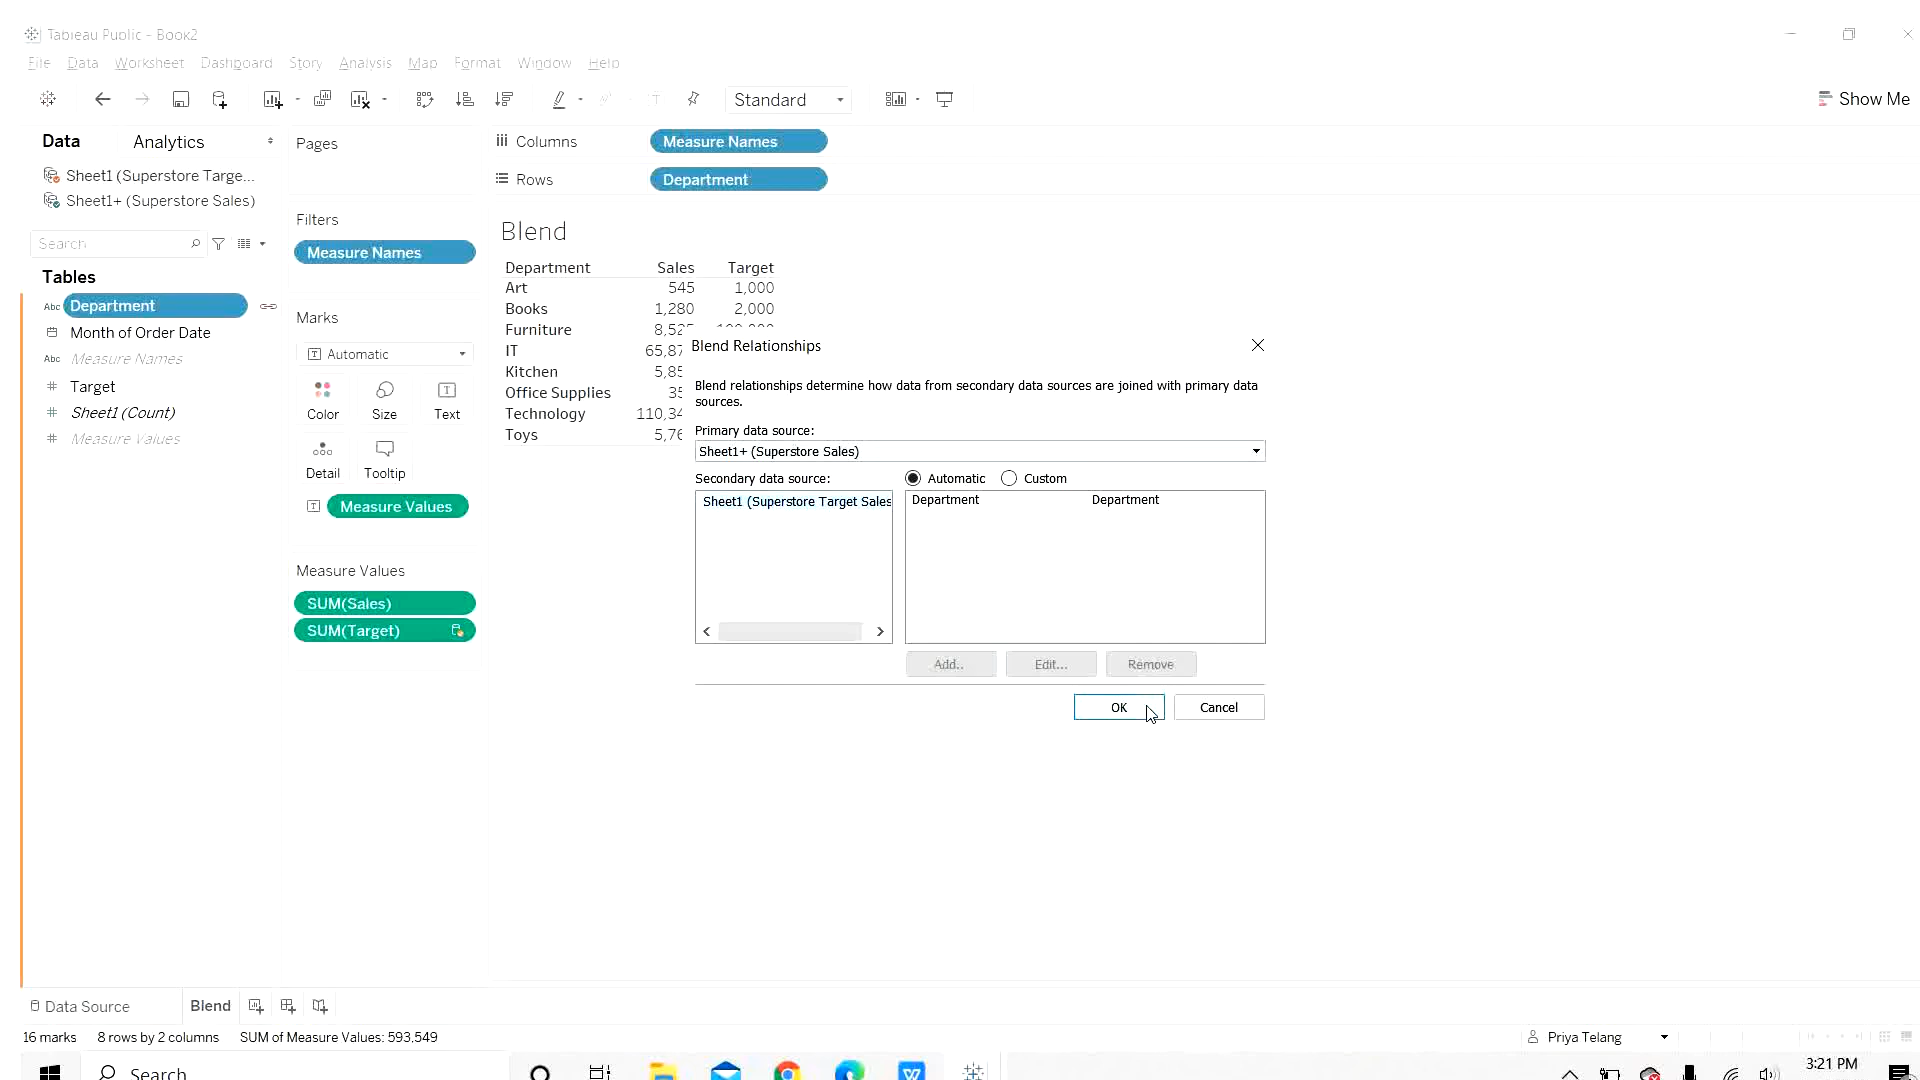 Tableau Public - Book2
File Data Worksheet Dashboard Story Analysis Map Format Window Help
Standard
Show Me
Data Analytics
Sheet1 (Superstore Targe...
Sheet1+ (Superstore Sales)
Search
Tables
Abc Department
Month of Order Date
Abc Measure Names
# Target
# Sheet1 (Count)
# Measure Values
Pages
Filters
Measure Names
Marks
T Automatic
Color Size Text
Detail Tooltip
T Measure Values
Measure Values
SUM(Sales)
SUM(Target)
Columns Measure Names
Rows Department
Blend
Department Sales Target
Art 545 1,000
Books 1,280 2,000
Furniture
IT
Kitchen
Office Supplies
Technology
Toys
Blend Relationships
Blend relationships determine how data from secondary data sources are joined with primary data
sources.
Primary data source:
Sheet1+ (Superstore Sales)
Secondary data source:
Automatic Custom
Sheet1 (Superstore Target Sales
Department Department
Add..
Edit...
Remove
OK
Cancel
Data Source Blend
16 marks 8 rows by 2 columns SUM of Measure Values: 593,549
Priya Telang
Search
3:21 PM